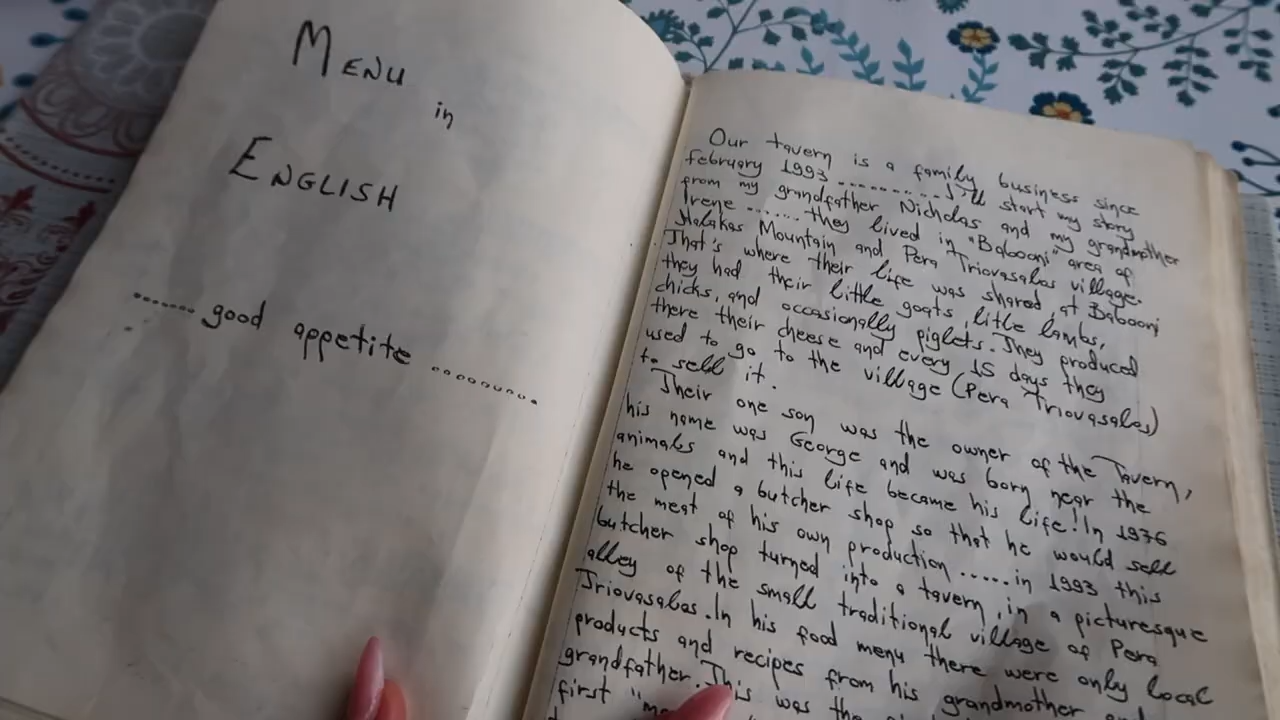 MENU
in
ENGLISH
.......good appetite .........
Our tavern is a family business since
february 1993 ..........I'll start my story
from my grandfather Nicholas and my grandmother
Irene .......they lived in "Babooni" area of
Halakas Mountain and Pera Triovasalos village.
That's where their life was shared, at Babooni
they had their little goats, little lambs,
chicks, and occasionally piglets. They produced
there their cheese and every 15 days they
used to go to the village (Pera Triovasalos)
to sell it.
Their one son was the owner of the Tavern,
his name was George and was born near the
animals and this life became his life! In 1976
he opened a butcher shop so that he would sell
the meat of his own production .....in 1993 this
butcher shop turned into a tavern, in a picturesque
alley of the small traditional village of Pera
Triovasalos. In his food menu there were only local
products and recipes from his grandmother and
grandfather. This was the
first